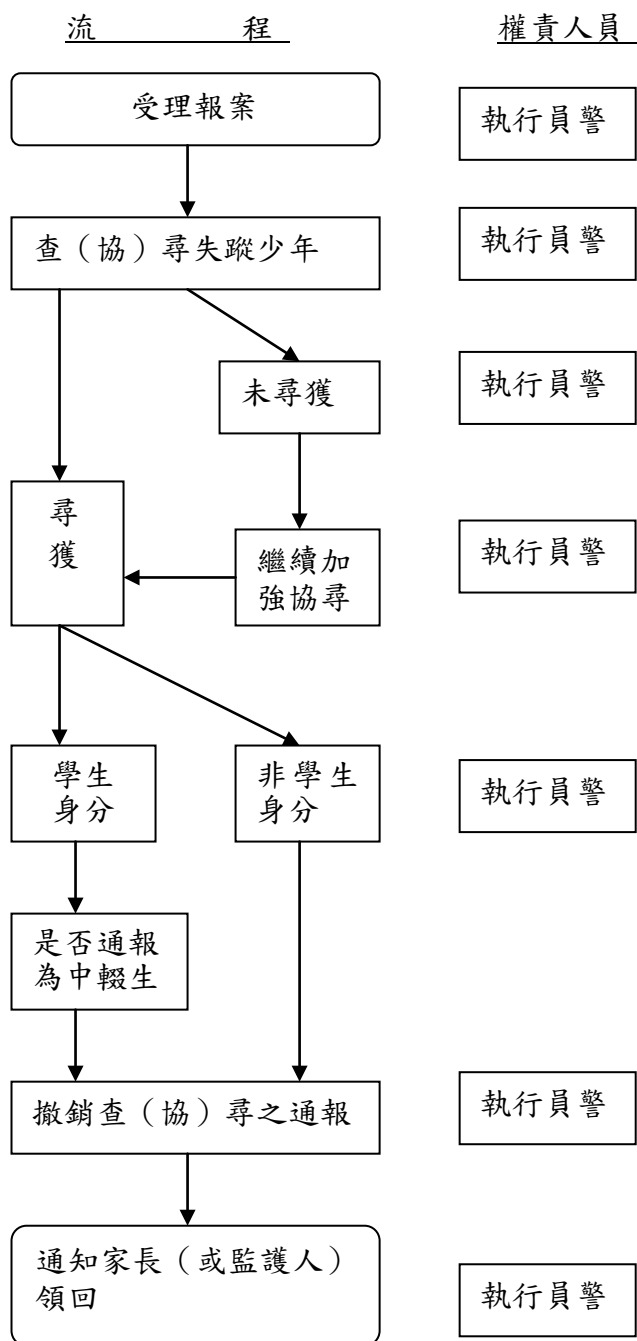 流 程 權責人員
受理報案 執行員警
查（協）尋失蹤少年 執行員警
未尋獲 執行員警
尋
獲
繼續加
強協尋
執行員警
學生
身分
非學生
身分
執行員警
是否通報
為中輟生
撤銷查（協）尋之通報 執行員警
通知家長（或監護人）
領回
執行員警